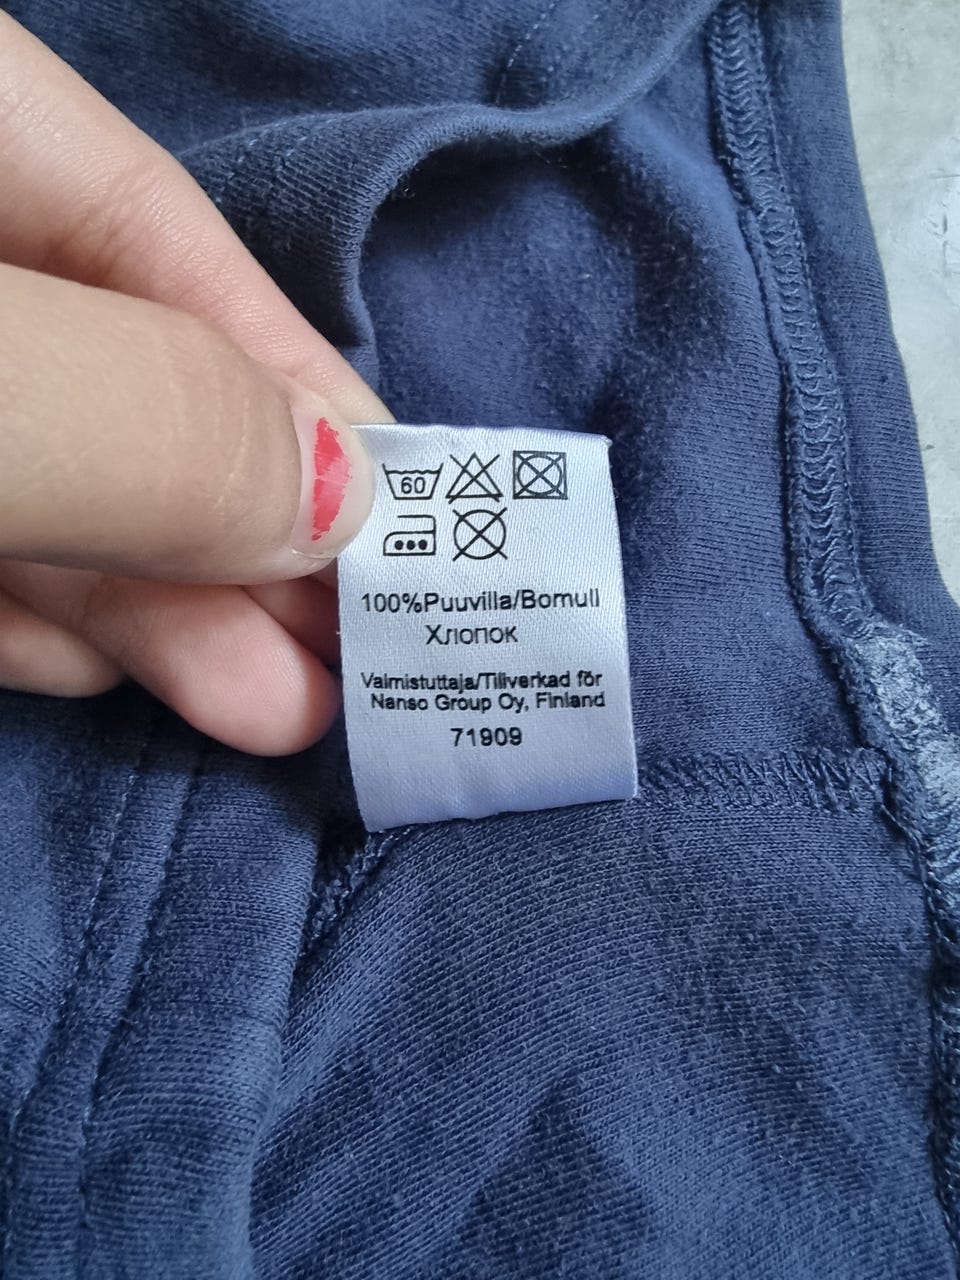 60
100%Puuvilla/Bomull
Хлопок
Valmistuttaja/Tillverkad för
Nanso Group Oy, Finland
71909